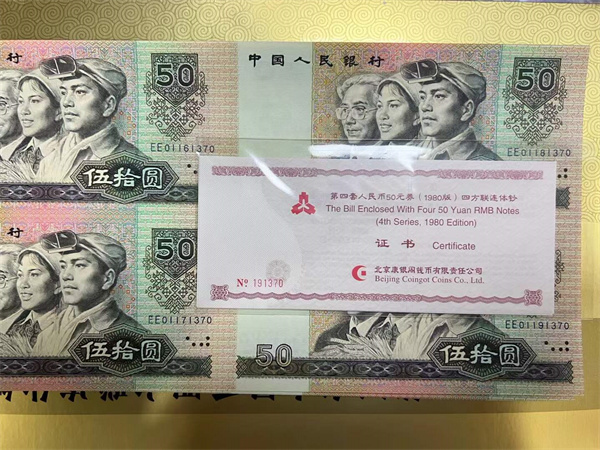 行
50
中国人民银行
50
EE01161370
EE01181370
伍拾圆
第四套人民币50元券（1980版）四方联连体钞
The Bill Enclosed With Four 50 Yuan RMB Notes
(4th Series, 1980 Edition)
证书 Certificate
北京康银阁钱币有限责任公司
Beijing Coingot Coins Co., Ltd.
№ 191370
行
50
EE01171370
EE01191370
伍拾圆
50
伍拾圆